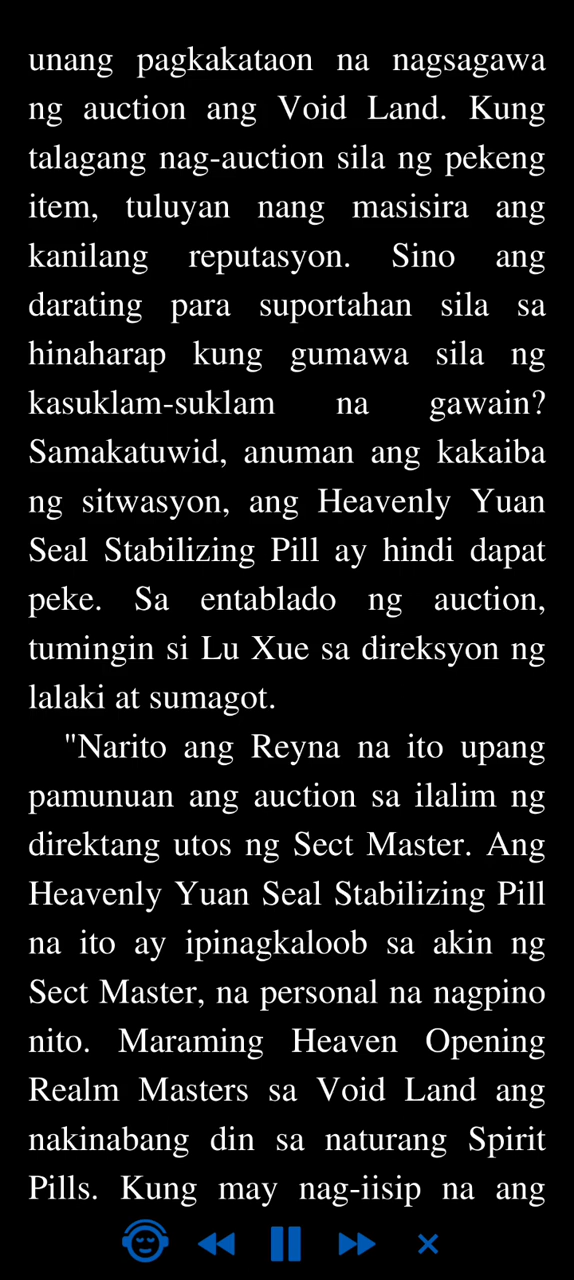 unang pagkakataon na nagsagawa
ng auction ang Void Land. Kung
talagang nag-auction sila ng pekeng
item, tuluyan nang masisira ang
kanilang reputasyon. Sino ang
darating para suportahan sila sa
hinaharap kung gumawa sila ng
kasuklam-suklam na gawain?
Samakatuwid, anuman ang kakaiba
ng sitwasyon, ang Heavenly Yuan
Seal Stabilizing Pill ay hindi dapat
peke. Sa entablado ng auction,
tumingin si Lu Xue sa direksyon ng
lalaki at sumagot.
"Narito ang Reyna na ito upang
pamunuan ang auction sa ilalim ng
direktang utos ng Sect Master. Ang
Heavenly Yuan Seal Stabilizing Pill
na ito ay ipinagkaloob sa akin ng
Sect Master, na personal na nagpino
nito. Maraming Heaven Opening
Realm Masters sa Void Land ang
nakinabang din sa naturang Spirit
Pills. Kung may nag-iisip na ang